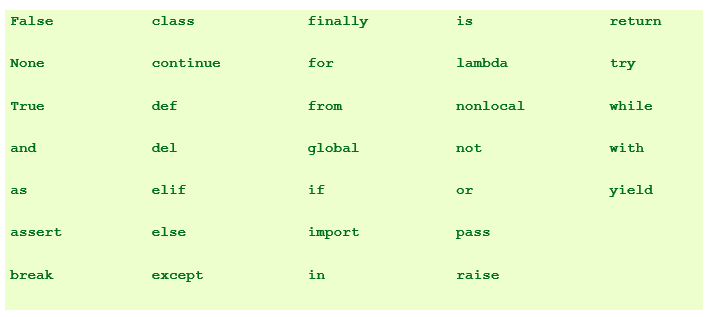 False class finally is return
None continue for lambda try
True def from nonlocal while
and del global not with
as elif if or yield
assert else import pass
break except in raise